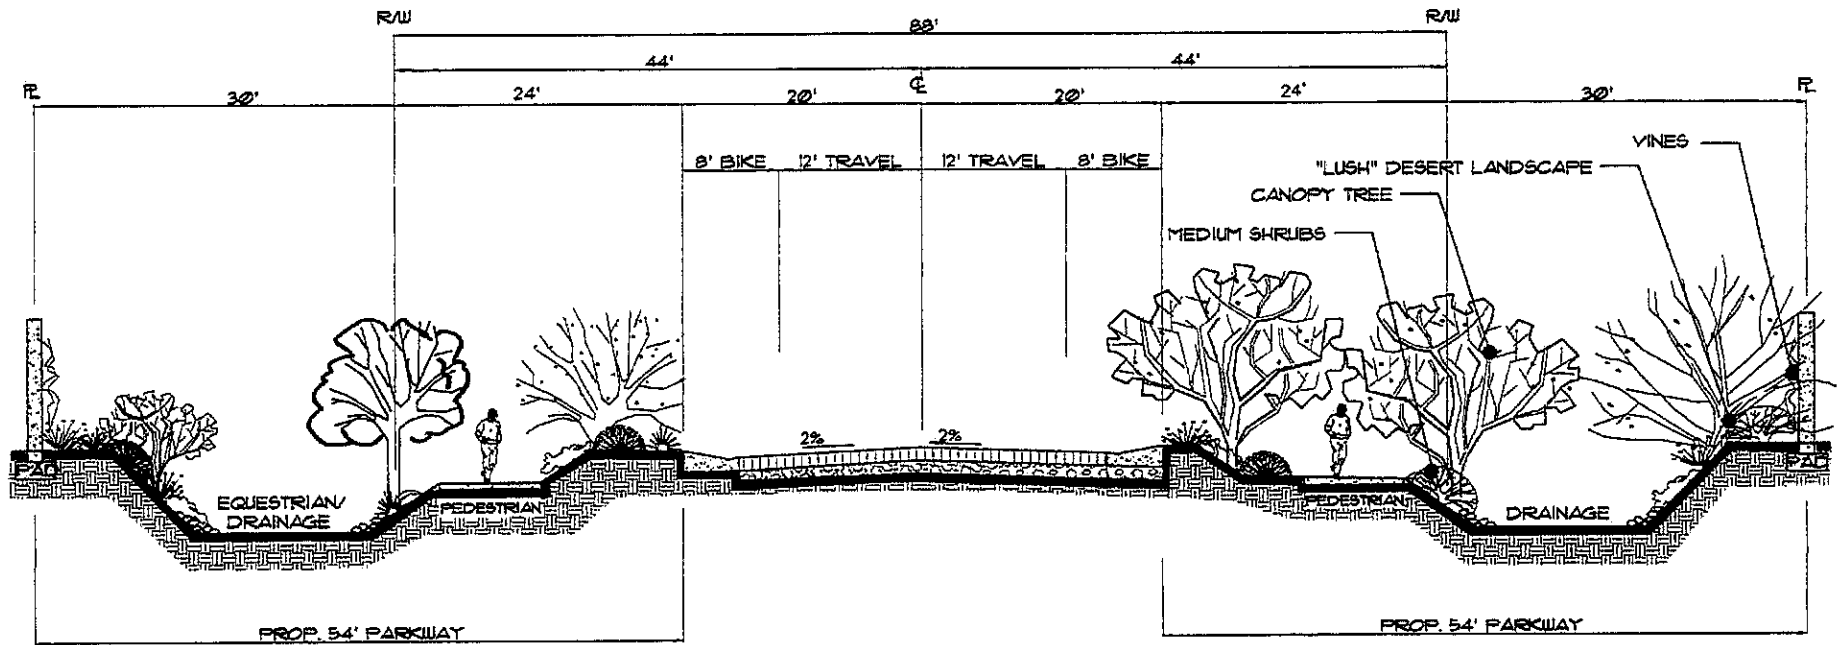 R/W R/W
88'
44' 44'
℄
PL 30' 24' 20' 20' 24' 30' PL
8' BIKE 12' TRAVEL 12' TRAVEL 8' BIKE
VINES
"LUSH" DESERT LANDSCAPE
CANOPY TREE
MEDIUM SHRUBS
2% 2%
PAD PAD
EQUESTRIAN/
DRAINAGE
PEDESTRIAN PEDESTRIAN
DRAINAGE
PROP. 54' PARKWAY PROP. 54' PARKWAY